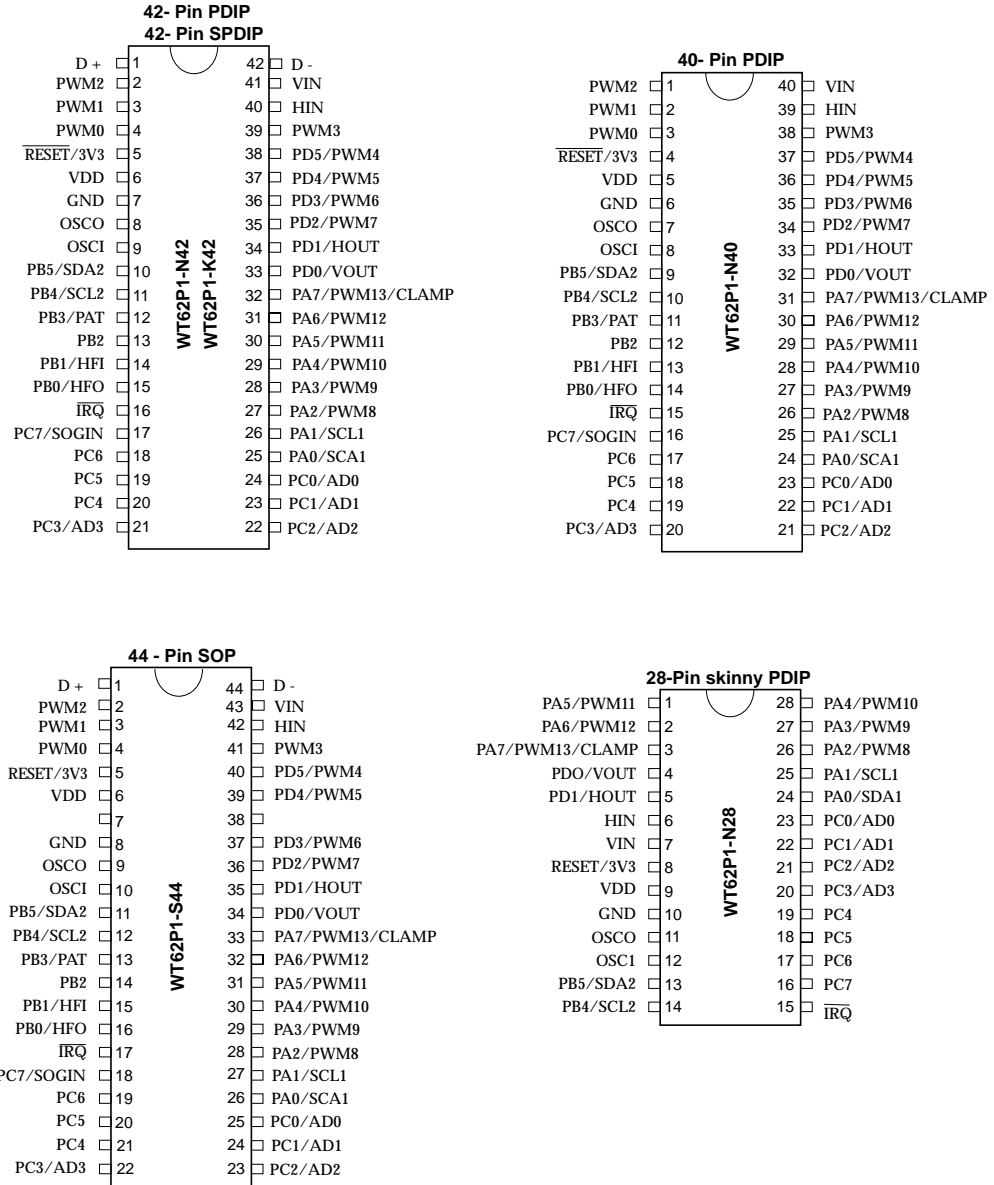 42- Pin PDIP
42- Pin SPDIP
D + 1 42 D -
PWM2 2 41 VIN
PWM1 3 40 HIN
PWM0 4 39 PWM3
RESET/3V3 5 38 PD5/PWM4
VDD 6 37 PD4/PWM5
GND 7 36 PD3/PWM6
OSCO 8 35 PD2/PWM7
OSCI 9 34 PD1/HOUT
PB5/SDA2 10 33 PD0/VOUT
PB4/SCL2 11 32 PA7/PWM13/CLAMP
PB3/PAT 12 31 PA6/PWM12
PB2 13 30 PA5/PWM11
PB1/HFI 14 29 PA4/PWM10
PB0/HFO 15 28 PA3/PWM9
IRQ 16 27 PA2/PWM8
PC7/SOGIN 17 26 PA1/SCL1
PC6 18 25 PA0/SCA1
PC5 19 24 PC0/AD0
PC4 20 23 PC1/AD1
PC3/AD3 21 22 PC2/AD2
WT62P1-N42
WT62P1-K42
40- Pin PDIP
PWM2 1 40 VIN
PWM1 2 39 HIN
PWM0 3 38 PWM3
RESET/3V3 4 37 PD5/PWM4
VDD 5 36 PD4/PWM5
GND 6 35 PD3/PWM6
OSCO 7 34 PD2/PWM7
OSCI 8 33 PD1/HOUT
PB5/SDA2 9 32 PD0/VOUT
PB4/SCL2 10 31 PA7/PWM13/CLAMP
PB3/PAT 11 30 PA6/PWM12
PB2 12 29 PA5/PWM11
PB1/HFI 13 28 PA4/PWM10
PB0/HFO 14 27 PA3/PWM9
IRQ 15 26 PA2/PWM8
PC7/SOGIN 16 25 PA1/SCL1
PC6 17 24 PA0/SCA1
PC5 18 23 PC0/AD0
PC4 19 22 PC1/AD1
PC3/AD3 20 21 PC2/AD2
WT62P1-N40
44 - Pin SOP
D + 1 44 D -
PWM2 2 43 VIN
PWM1 3 42 HIN
PWM0 4 41 PWM3
RESET/3V3 5 40 PD5/PWM4
VDD 6 39 PD4/PWM5
7 38
GND 8 37 PD3/PWM6
OSCO 9 36 PD2/PWM7
OSCI 10 35 PD1/HOUT
PB5/SDA2 11 34 PD0/VOUT
PB4/SCL2 12 33 PA7/PWM13/CLAMP
PB3/PAT 13 32 PA6/PWM12
PB2 14 31 PA5/PWM11
PB1/HFI 15 30 PA4/PWM10
PB0/HFO 16 29 PA3/PWM9
IRQ 17 28 PA2/PWM8
PC7/SOGIN 18 27 PA1/SCL1
PC6 19 26 PA0/SCA1
PC5 20 25 PC0/AD0
PC4 21 24 PC1/AD1
PC3/AD3 22 23 PC2/AD2
WT62P1-S44
28-Pin skinny PDIP
PA5/PWM11 1 28 PA4/PWM10
PA6/PWM12 2 27 PA3/PWM9
PA7/PWM13/CLAMP 3 26 PA2/PWM8
PDO/VOUT 4 25 PA1/SCL1
PD1/HOUT 5 24 PA0/SDA1
HIN 6 23 PC0/AD0
VIN 7 22 PC1/AD1
RESET/3V3 8 21 PC2/AD2
VDD 9 20 PC3/AD3
GND 10 19 PC4
OSCO 11 18 PC5
OSC1 12 17 PC6
PB5/SDA2 13 16 PC7
PB4/SCL2 14 15 IRQ
WT62P1-N28